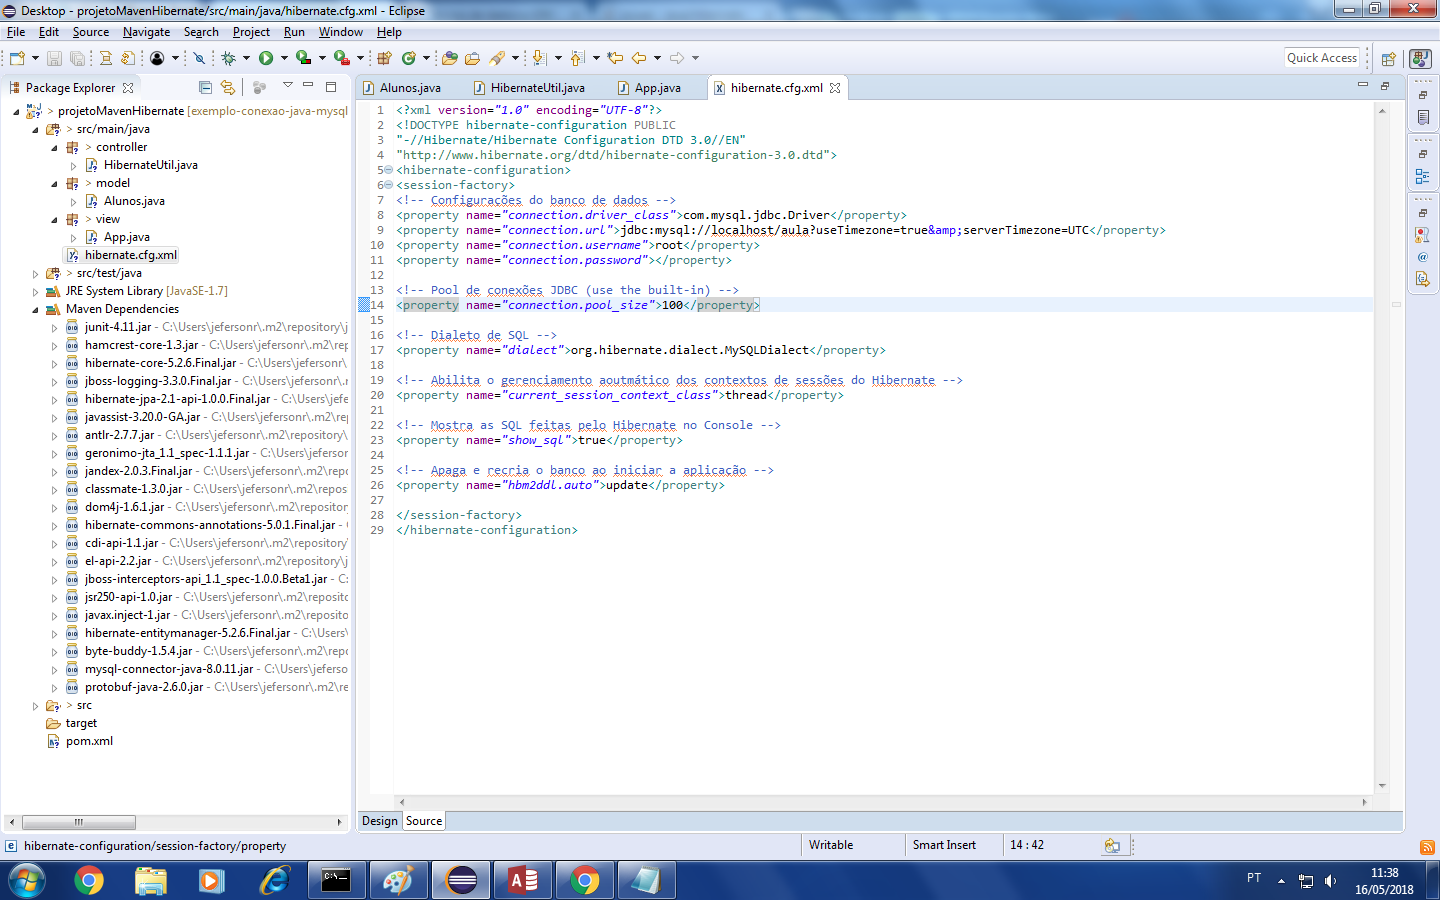 Desktop - projetoMavenHibernate/src/main/java/hibernate.cfg.xml - Eclipse
File Edit Source Navigate Search Project Run Window Help
Quick Access
Package Explorer
Alunos.java HibernateUtil.java App.java hibernate.cfg.xml
> projetoMavenHibernate [exemplo-conexao-java-mysql
> src/main/java
> controller
HibernateUtil.java
> model
Alunos.java
> view
App.java
hibernate.cfg.xml
> src/test/java
JRE System Library [JavaSE-1.7]
Maven Dependencies
junit-4.11.jar - C:\Users\jefersonr\.m2\repository\j
hamcrest-core-1.3.jar - C:\Users\jefersonr\.m2\re
hibernate-core-5.2.6.Final.jar - C:\Users\jefersonr\
jboss-logging-3.3.0.Final.jar - C:\Users\jefersonr\.
hibernate-jpa-2.1-api-1.0.0.Final.jar - C:\Users\jefe
javassist-3.20.0-GA.jar - C:\Users\jefersonr\.m2\re
antlr-2.7.7.jar - C:\Users\jefersonr\.m2\repository\
geronimo-jta_1.1_spec-1.1.1.jar - C:\Users\jeferson
jandex-2.0.3.Final.jar - C:\Users\jefersonr\.m2\rep
classmate-1.3.0.jar - C:\Users\jefersonr\.m2\repos
dom4j-1.6.1.jar - C:\Users\jefersonr\.m2\repositor
hibernate-commons-annotations-5.0.1.Final.jar - C
cdi-api-1.1.jar - C:\Users\jefersonr\.m2\repository\
el-api-2.2.jar - C:\Users\jefersonr\.m2\repository\j
jboss-interceptors-api_1.1_spec-1.0.0.Beta1.jar - C:
jsr250-api-1.0.jar - C:\Users\jefersonr\.m2\reposito
javax.inject-1.jar - C:\Users\jefersonr\.m2\reposito
hibernate-entitymanager-5.2.6.Final.jar - C:\Users\
byte-buddy-1.5.4.jar - C:\Users\jefersonr\.m2\repo
mysql-connector-java-8.0.11.jar - C:\Users\jeferso
protobuf-java-2.6.0.jar - C:\Users\jefersonr\.m2\re
> src
target
pom.xml
1 <?xml version="1.0" encoding="UTF-8"?>
2 <!DOCTYPE hibernate-configuration PUBLIC
3 "-//Hibernate/Hibernate Configuration DTD 3.0//EN"
4 "http://www.hibernate.org/dtd/hibernate-configuration-3.0.dtd">
5 <hibernate-configuration>
6 <session-factory>
7 <!-- Configurações do banco de dados -->
8 <property name="connection.driver_class">com.mysql.jdbc.Driver</property>
9 <property name="connection.url">jdbc:mysql://localhost/aula?useTimezone=true&amp;serverTimezone=UTC</property>
10 <property name="connection.username">root</property>
11 <property name="connection.password"></property>
12
13 <!-- Pool de conexões JDBC (use the built-in) -->
14 <property name="connection.pool_size">100</property>
15
16 <!-- Dialeto de SQL -->
17 <property name="dialect">org.hibernate.dialect.MySQLDialect</property>
18
19 <!-- Abilita o gerenciamento aoutmático dos contextos de sessões do Hibernate -->
20 <property name="current_session_context_class">thread</property>
21
22 <!-- Mostra as SQL feitas pelo Hibernate no Console -->
23 <property name="show_sql">true</property>
24
25 <!-- Apaga e recria o banco ao iniciar a aplicação -->
26 <property name="hbm2ddl.auto">update</property>
27
28 </session-factory>
29 </hibernate-configuration>
Design Source
hibernate-configuration/session-factory/property Writable Smart Insert 14 : 42
PT 11:38
16/05/2018